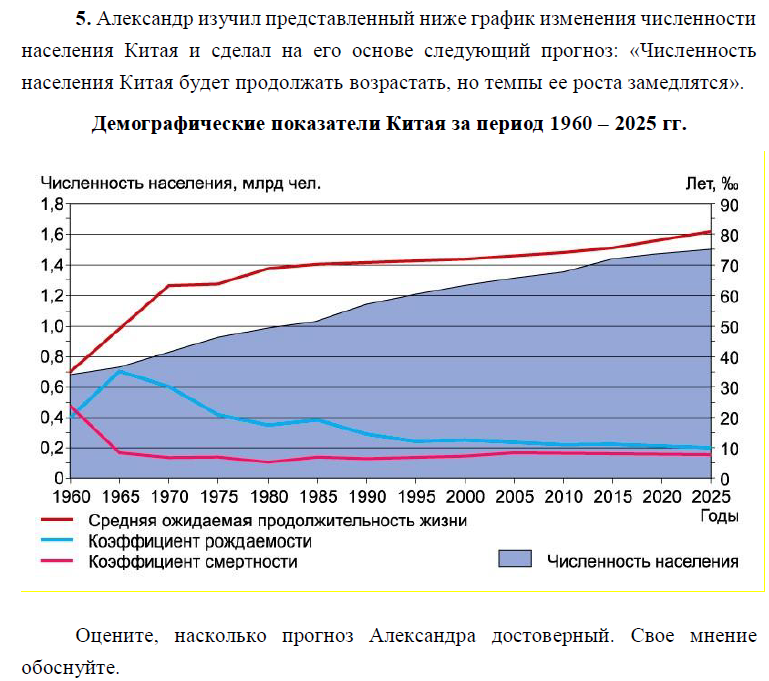 5. Александр изучил представленный ниже график изменения численности
населения Китая и сделал на его основе следующий прогноз: «Численность
населения Китая будет продолжать возрастать, но темпы ее роста замедлятся».
Демографические показатели Китая за период 1960 – 2025 гг.
Численность населения, млрд чел. Лет, ‰
1,8 90
1,6 80
1,4 70
1,2 60
1,0 50
0,8 40
0,6 30
0,4 20
0,2 10
0 0
1960 1965 1970 1975 1980 1985 1990 1995 2000 2005 2010 2015 2020 2025
Годы
Средняя ожидаемая продолжительность жизни
Коэффициент рождаемости
Коэффициент смертности Численность населения
Оцените, насколько прогноз Александра достоверный. Свое мнение
обоснуйте.